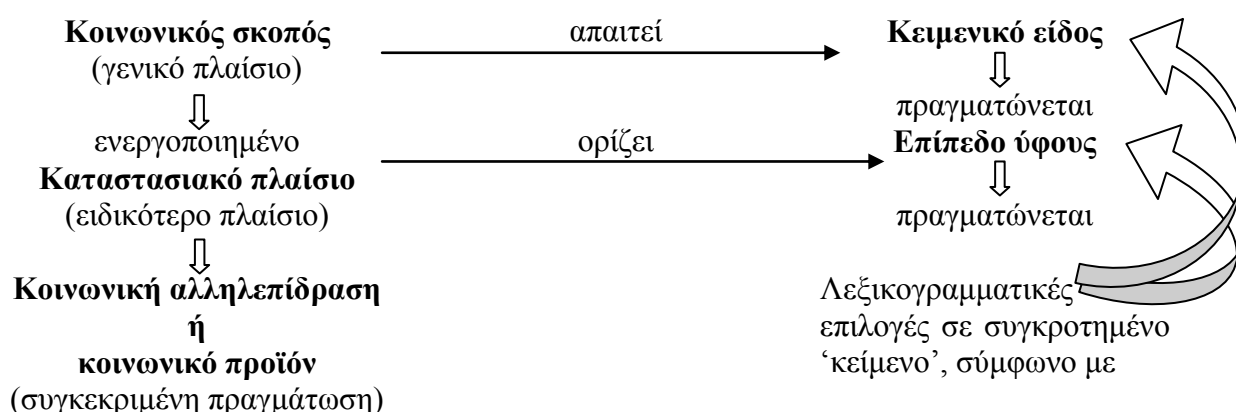 Κοινωνικός σκοπός
(γενικό πλαίσιο)
απαιτεί
Κειμενικό είδος
πραγματώνεται
ενεργοποιημένο
Καταστασιακό πλαίσιο
(ειδικότερο πλαίσιο)
ορίζει
Επίπεδο ύφους
πραγματώνεται
Κοινωνική αλληλεπίδραση
ή
κοινωνικό προϊόν
(συγκεκριμένη πραγμάτωση)
Λεξικογραμματικές
επιλογές σε συγκροτημένο
‘κείμενο’, σύμφωνο με